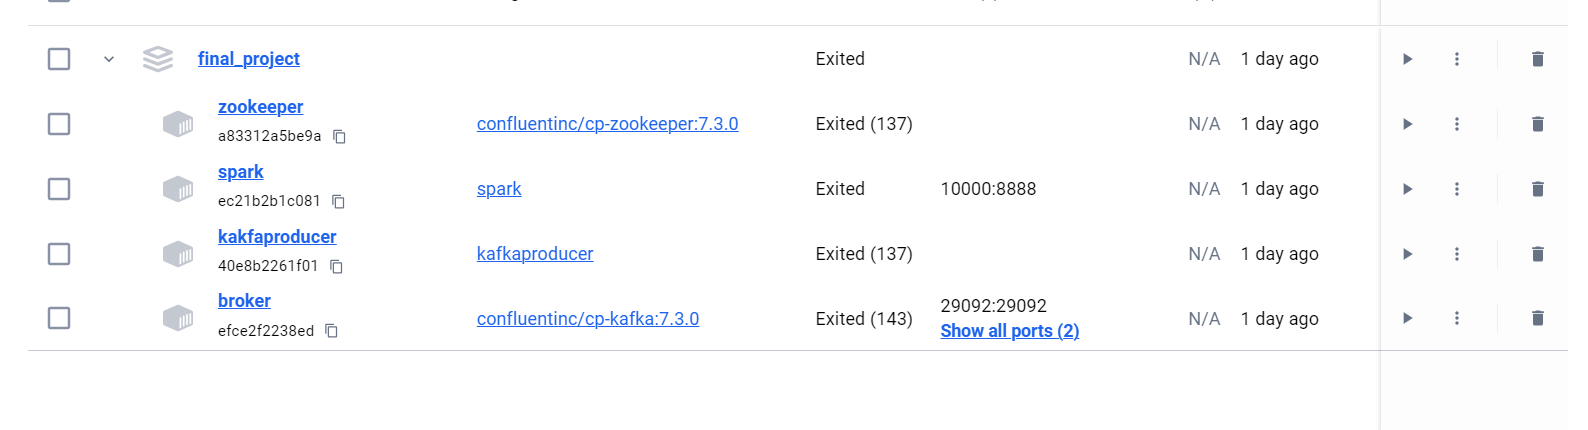 final_project Exited N/A 1 day ago
zookeeper
a83312a5be9a confluentinc/cp-zookeeper:7.3.0 Exited (137) N/A 1 day ago
spark
ec21b2b1c081 spark Exited 10000:8888 N/A 1 day ago
kakfaproducer
40e8b2261f01 kafkaproducer Exited (137) N/A 1 day ago
broker
efce2f2238ed confluentinc/cp-kafka:7.3.0 Exited (143) 29092:29092 N/A 1 day ago
Show all ports (2)